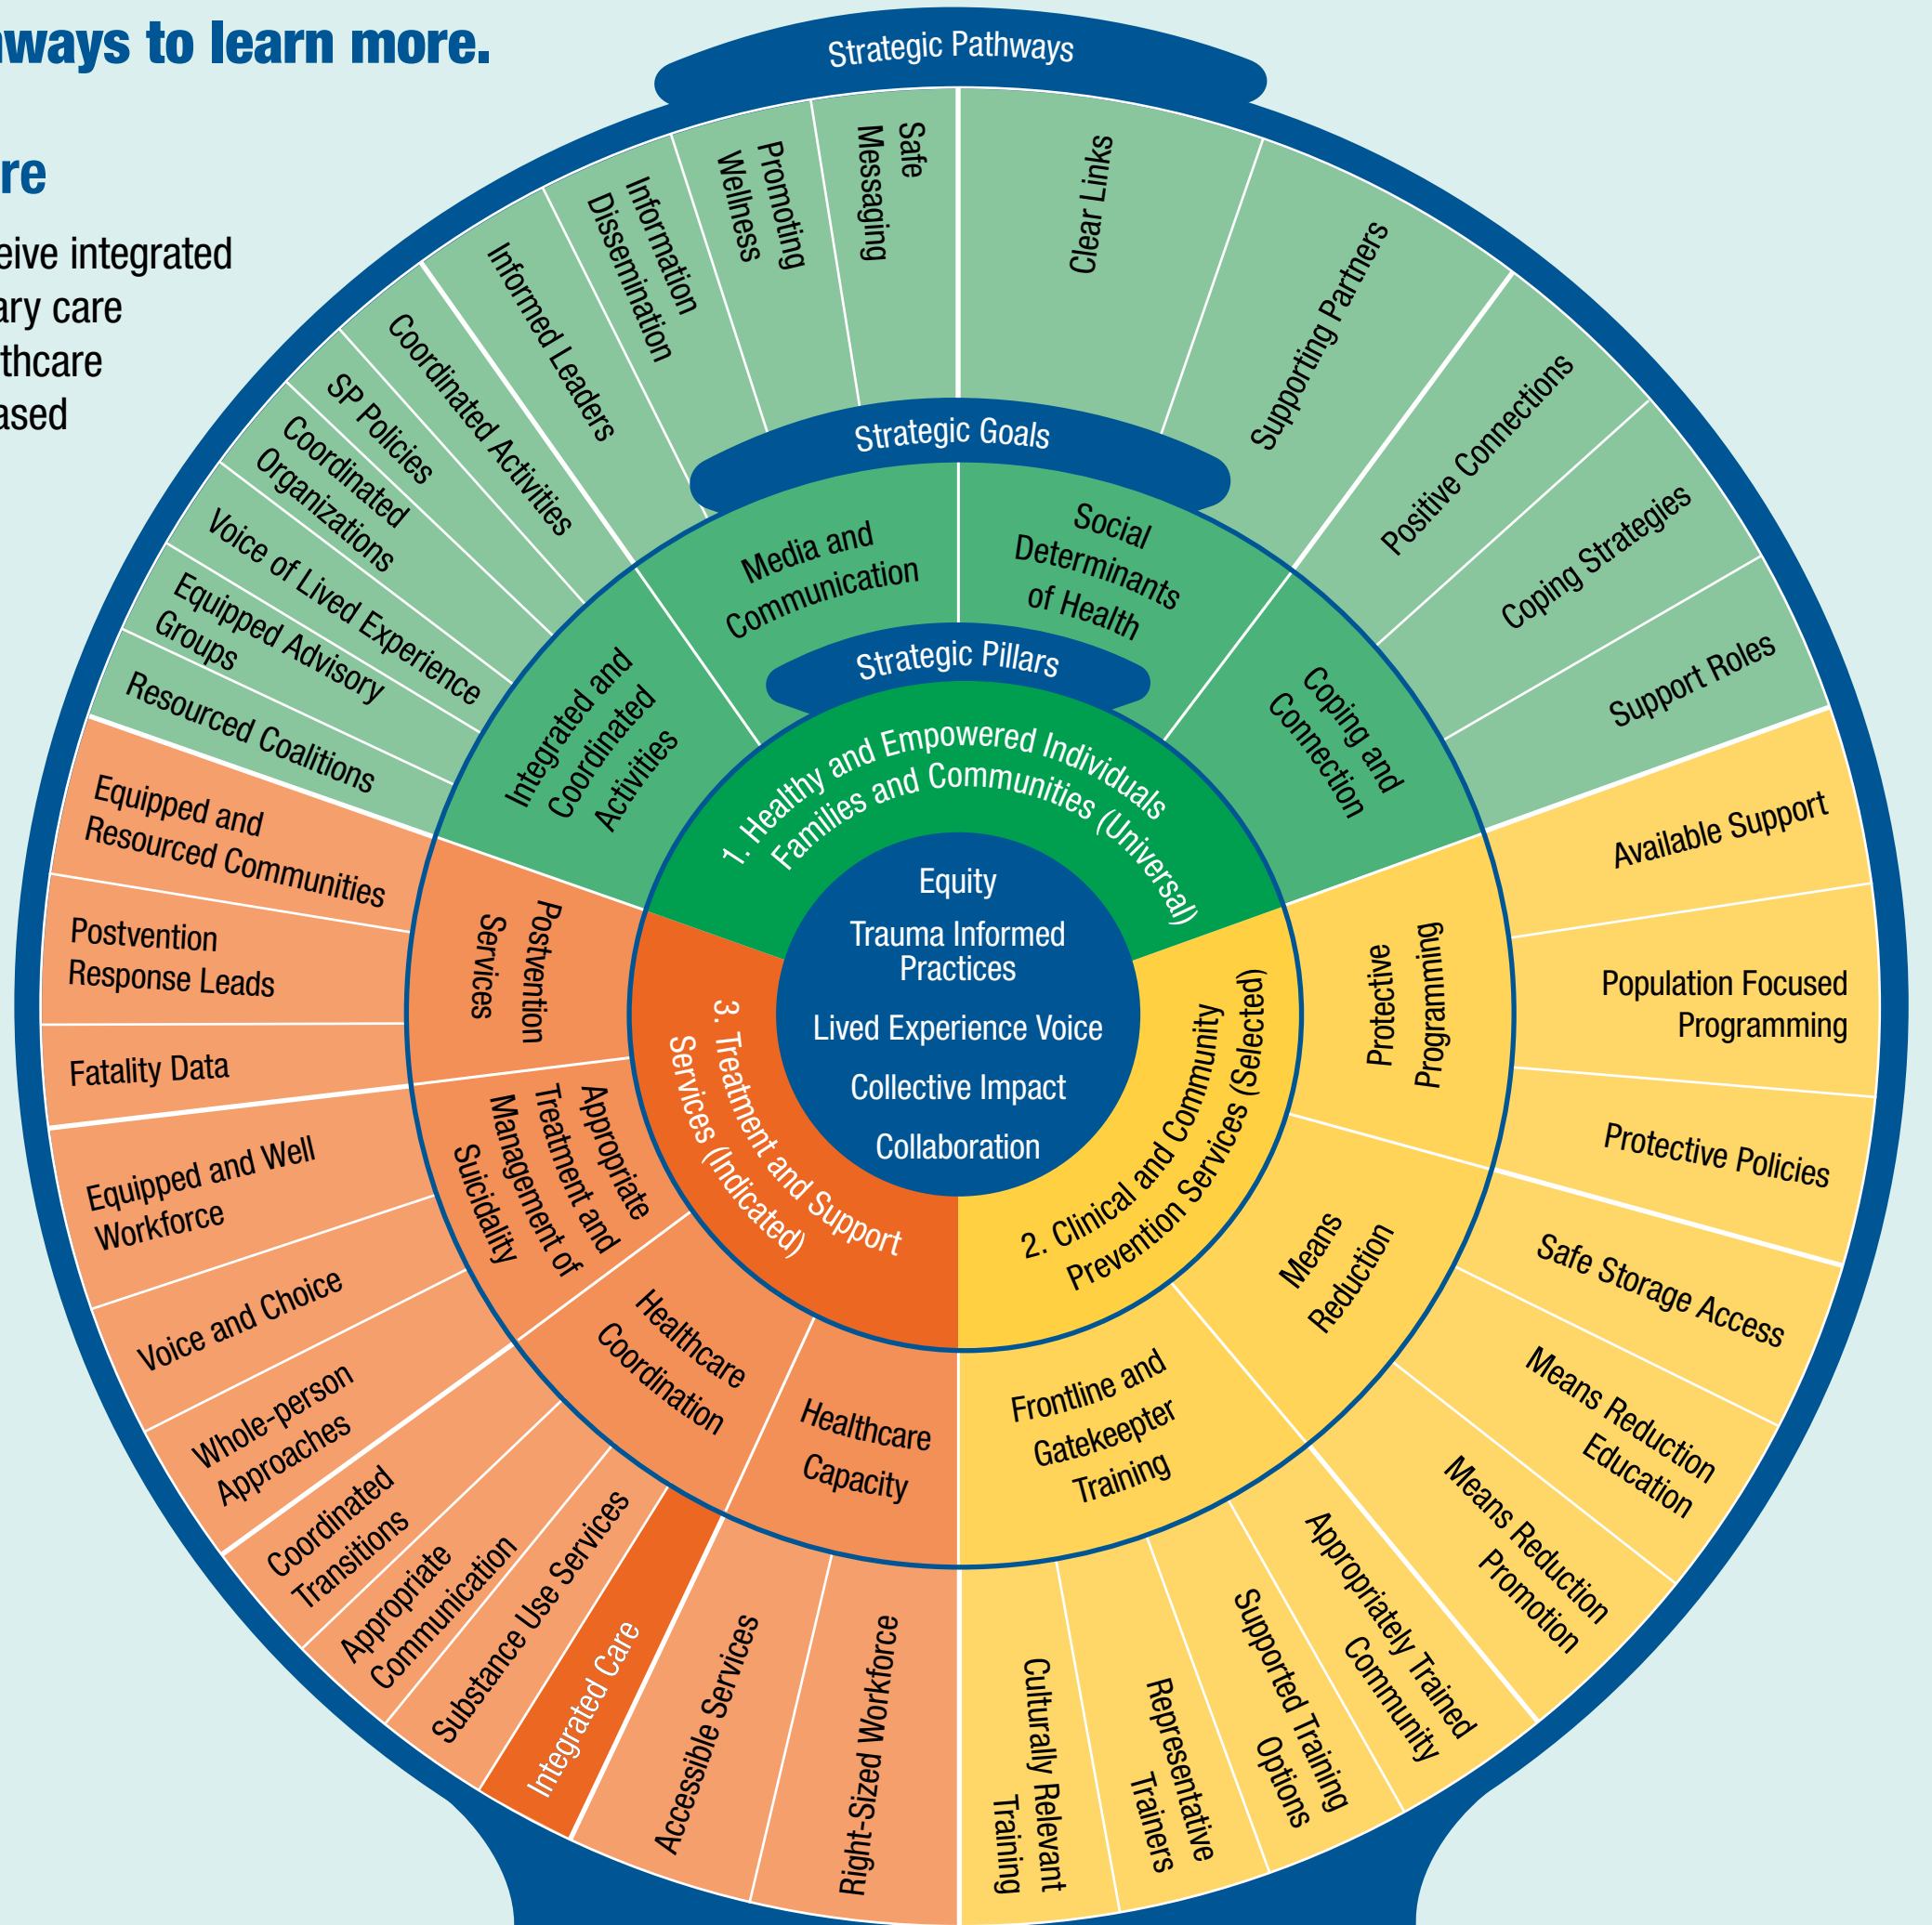 ways to learn more.
re
eive integrated
ary care
thcare
ased
Strategic Pathways
Safe
Messaging
Promoting
Wellness
Information
Dissemination
Informed Leaders
Clear Links
Supporting Partners
Positive Connections
Coping Strategies
Support Roles
Coordinated Activities
SP Policies
Coordinated
Organizations
Voice of Lived Experience
Equipped Advisory
Groups
Resourced Coalitions
Strategic Goals
Media and
Communication
Social
Determinants
of Health
Integrated and
Coordinated
Activities
Coping and
Connection
Strategic Pillars
1. Healthy and Empowered Individuals
Families and Communities (Universal)
Equity
Trauma Informed
Practices
Lived Experience Voice
Collective Impact
Collaboration
2. Clinical and Community
Prevention Services (Selected)
3. Treatment and Support
Services (Indicated)
Protective
Programming
Means
Reduction
Frontline and
Gatekeeper
Training
Available Support
Population Focused
Programming
Protective Policies
Safe Storage Access
Means Reduction
Education
Means Reduction
Promotion
Appropriately Trained
Community
Supported Training
Options
Representative
Trainers
Culturally Relevant
Training
Postvention
Services
Appropriate
Treatment and
Management of
Suicidality
Healthcare
Coordination
Healthcare
Capacity
Equipped and
Resourced Communities
Postvention
Response Leads
Fatality Data
Equipped and Well
Workforce
Voice and Choice
Whole-person
Approaches
Coordinated
Transitions
Appropriate
Communication
Substance Use Services
Integrated Care
Accessible Services
Right-Sized Workforce